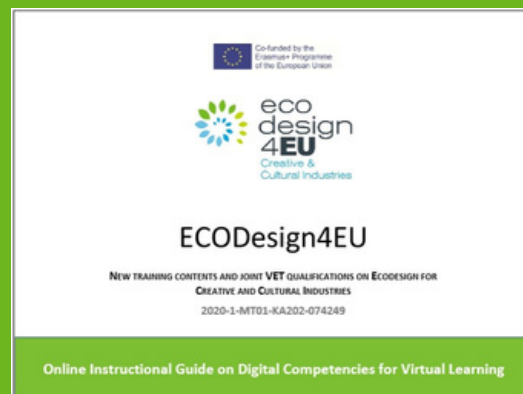 Co-funded by the
Erasmus+ Programme
of the European Union
eco
design
4EU
Creative &
Cultural Industries
ECODesign4EU
NEW TRAINING CONTENTS AND JOINT VET QUALIFICATIONS ON ECODESIGN FOR
CREATIVE AND CULTURAL INDUSTRIES
2020-1-MT01-KA202-074249
Online Instructional Guide on Digital Competencies for Virtual Learning